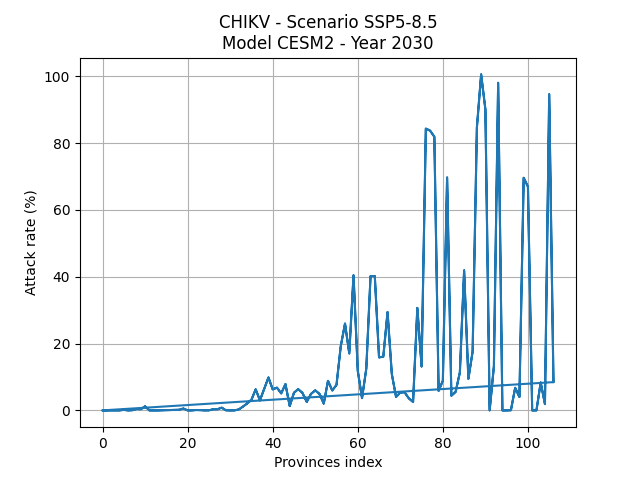 CHIKV - Scenario SSP5-8.5
Model CESM2 - Year 2030
100
80
60
40
20
0
Attack rate (%)
0 20 40 60 80 100
Provinces index